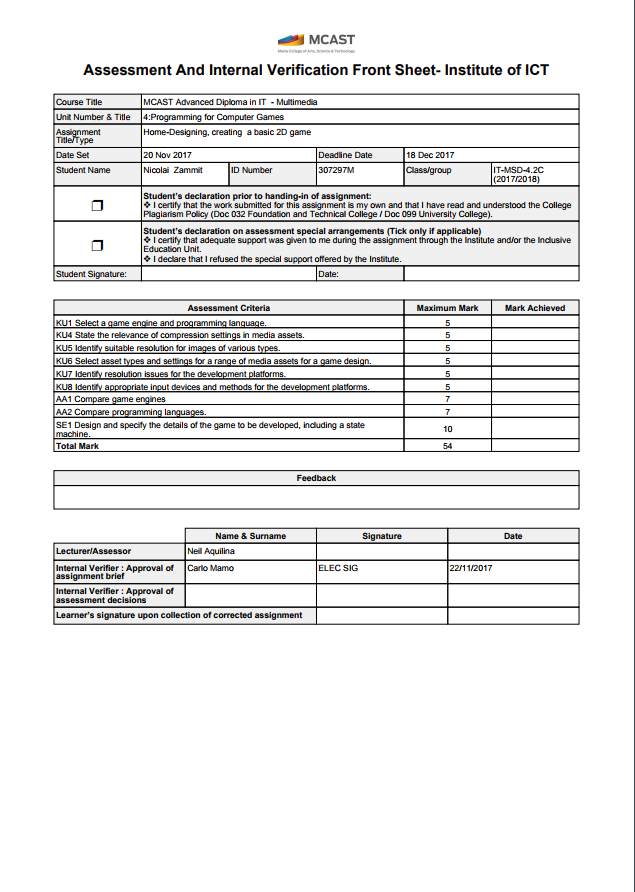 MCAST
Malta College of Arts, Science & Technology
Assessment And Internal Verification Front Sheet- Institute of ICT
Course Title MCAST Advanced Diploma in IT - Multimedia
Unit Number & Title 4:Programming for Computer Games
Assignment Title/Type Home-Designing, creating a basic 2D game
Date Set 20 Nov 2017 Deadline Date 18 Dec 2017
Student Name Nicolai Zammit ID Number 307297M Class/group IT-MSD-4.2C
(2017/2018)
Student's declaration prior to handing-in of assignment:
❖ I certify that the work submitted for this assignment is my own and that I have read and understood the College
Plagiarism Policy (Doc 032 Foundation and Technical College / Doc 099 University College).
Student's declaration on assessment special arrangements (Tick only if applicable)
❖ I certify that adequate support was given to me during the assignment through the Institute and/or the Inclusive
Education Unit.
❖ I declare that I refused the special support offered by the Institute.
Student Signature: Date:
Assessment Criteria Maximum Mark Mark Achieved
KU1 Select a game engine and programming language. 5
KU4 State the relevance of compression settings in media assets. 5
KU5 Identify suitable resolution for images of various types. 5
KU6 Select asset types and settings for a range of media assets for a game design. 5
KU7 Identify resolution issues for the development platforms. 5
KU8 Identify appropriate input devices and methods for the development platforms. 5
AA1 Compare game engines 7
AA2 Compare programming languages. 7
SE1 Design and specify the details of the game to be developed, including a state
machine. 10
Total Mark 54
Feedback
Name & Surname Signature Date
Lecturer/Assessor Neil Aquilina
Internal Verifier : Approval of
assignment brief Carlo Mamo ELEC SIG 22/11/2017
Internal Verifier : Approval of
assessment decisions
Learner's signature upon collection of corrected assignment